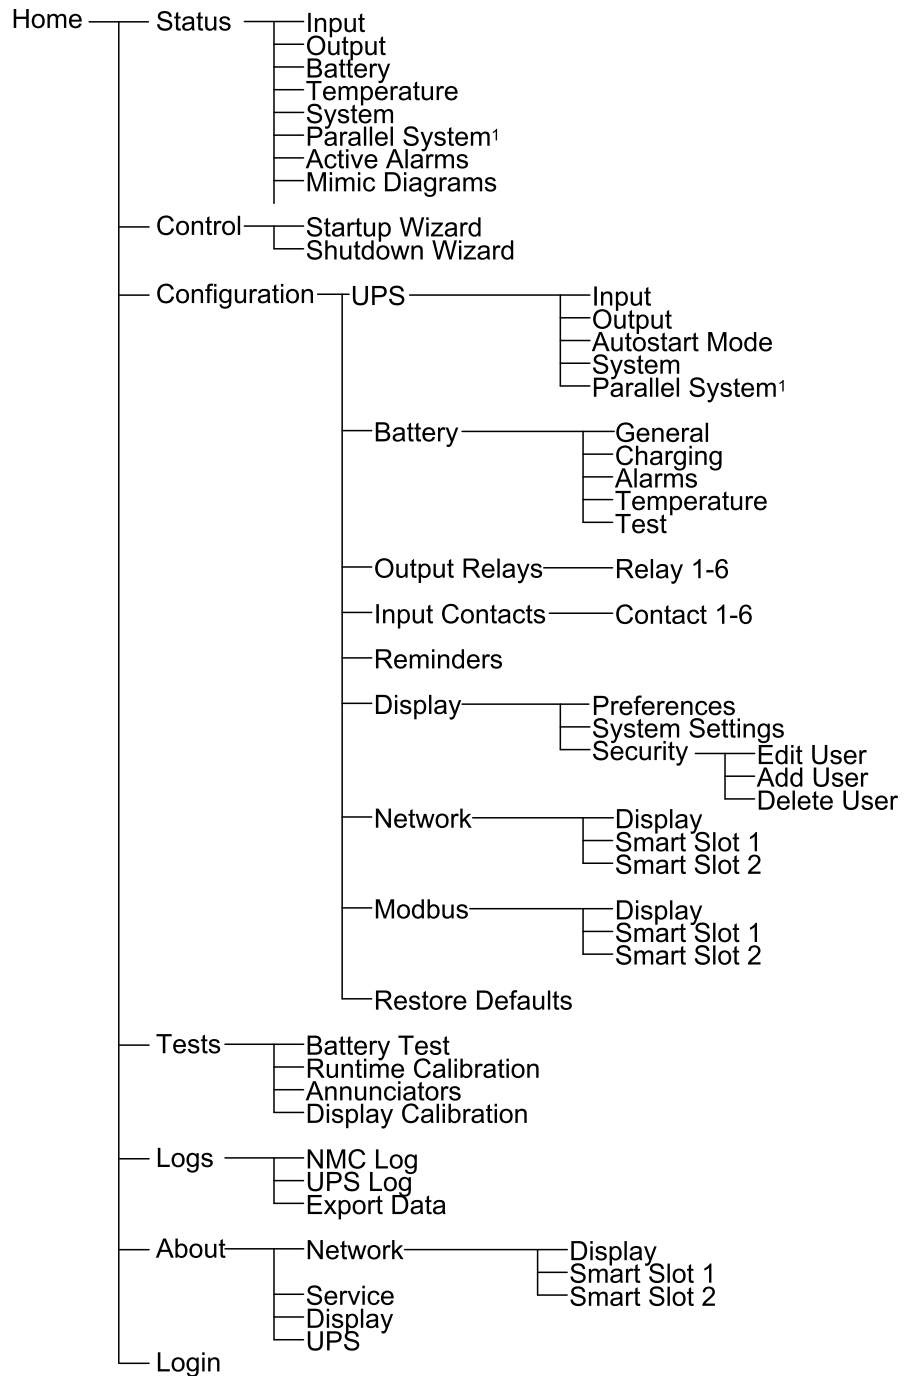 Home
Status
Input
Output
Battery
Temperature
System
Parallel System¹
Active Alarms
Mimic Diagrams
Control
Startup Wizard
Shutdown Wizard
Configuration
UPS
Input
Output
Autostart Mode
System
Parallel System¹
Battery
General
Charging
Alarms
Temperature
Test
Output Relays
Relay 1-6
Input Contacts
Contact 1-6
Reminders
Display
Preferences
System Settings
Security
Edit User
Add User
Delete User
Network
Display
Smart Slot 1
Smart Slot 2
Modbus
Display
Smart Slot 1
Smart Slot 2
Restore Defaults
Tests
Battery Test
Runtime Calibration
Annunciators
Display Calibration
Logs
NMC Log
UPS Log
Export Data
About
Network
Display
Smart Slot 1
Smart Slot 2
Service
Display
UPS
Login